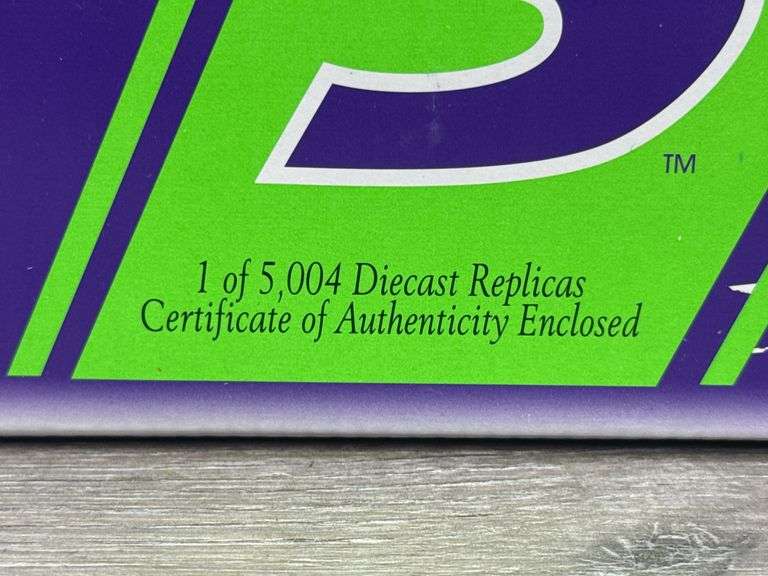 TM
1 of 5,004 Diecast Replicas
Certificate of Authenticity Enclosed